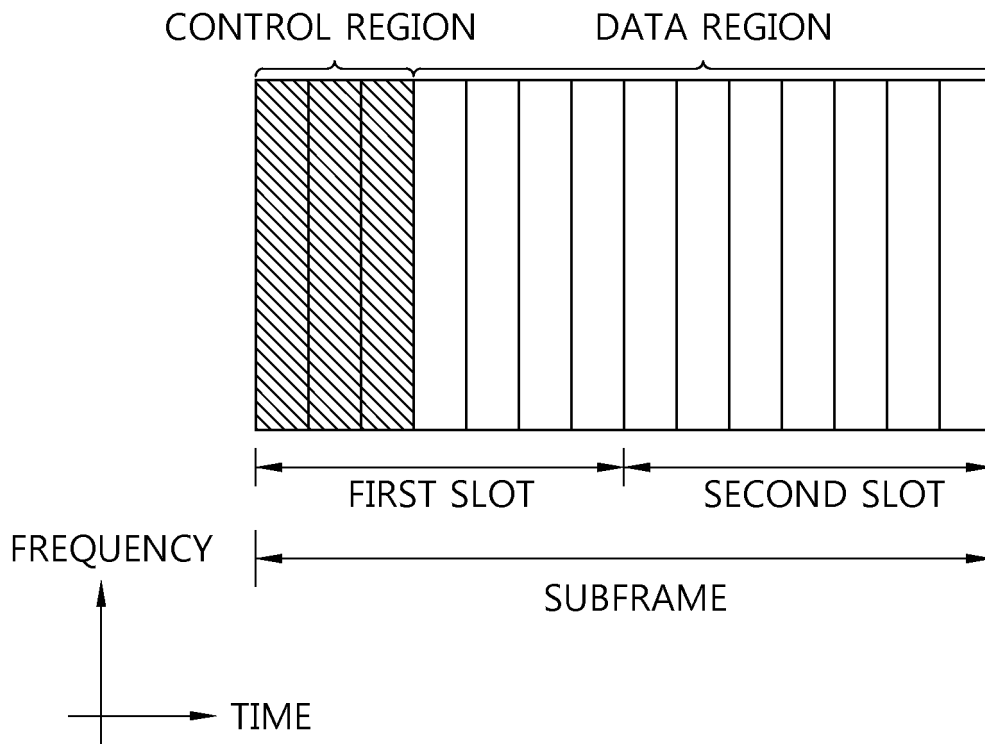 CONTROL REGION
DATA REGION
FIRST SLOT
SECOND SLOT
FREQUENCY
SUBFRAME
TIME